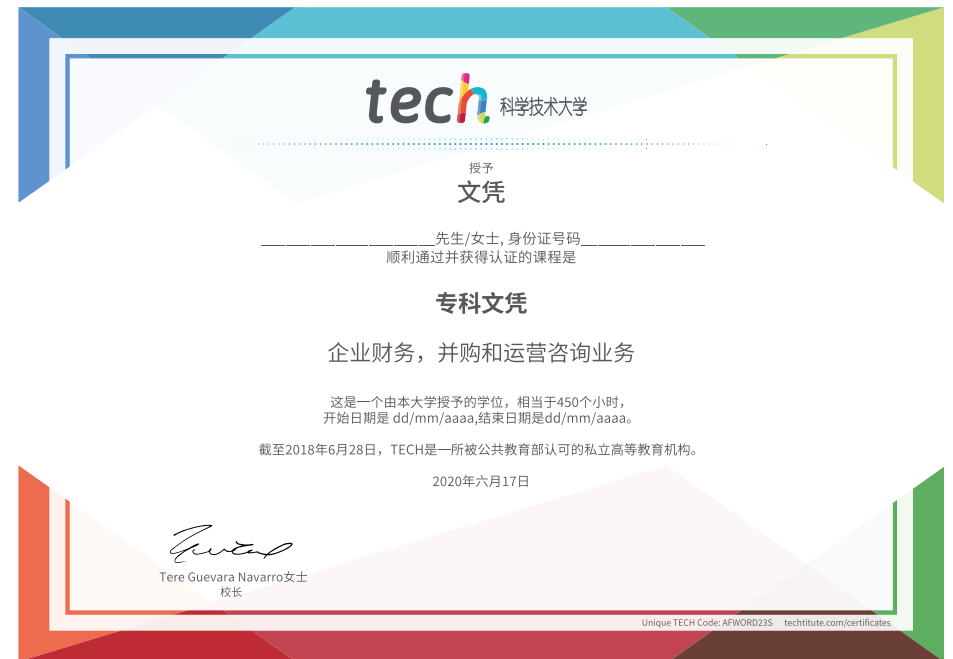 tech 科学技术大学
授予
文凭
______________________先生/女士, 身份证号码________________
顺利通过并获得认证的课程是
专科文凭
企业财务，并购和运营咨询业务
这是一个由本大学授予的学位，相当于450个小时，
开始日期是 dd/mm/aaaa,结束日期是dd/mm/aaaa。
截至2018年6月28日，TECH是一所被公共教育部认可的私立高等教育机构。
2020年六月17日
Tere Guevara Navarro女士
校长
Unique TECH Code: AFWORD23S techtitute.com/certificates